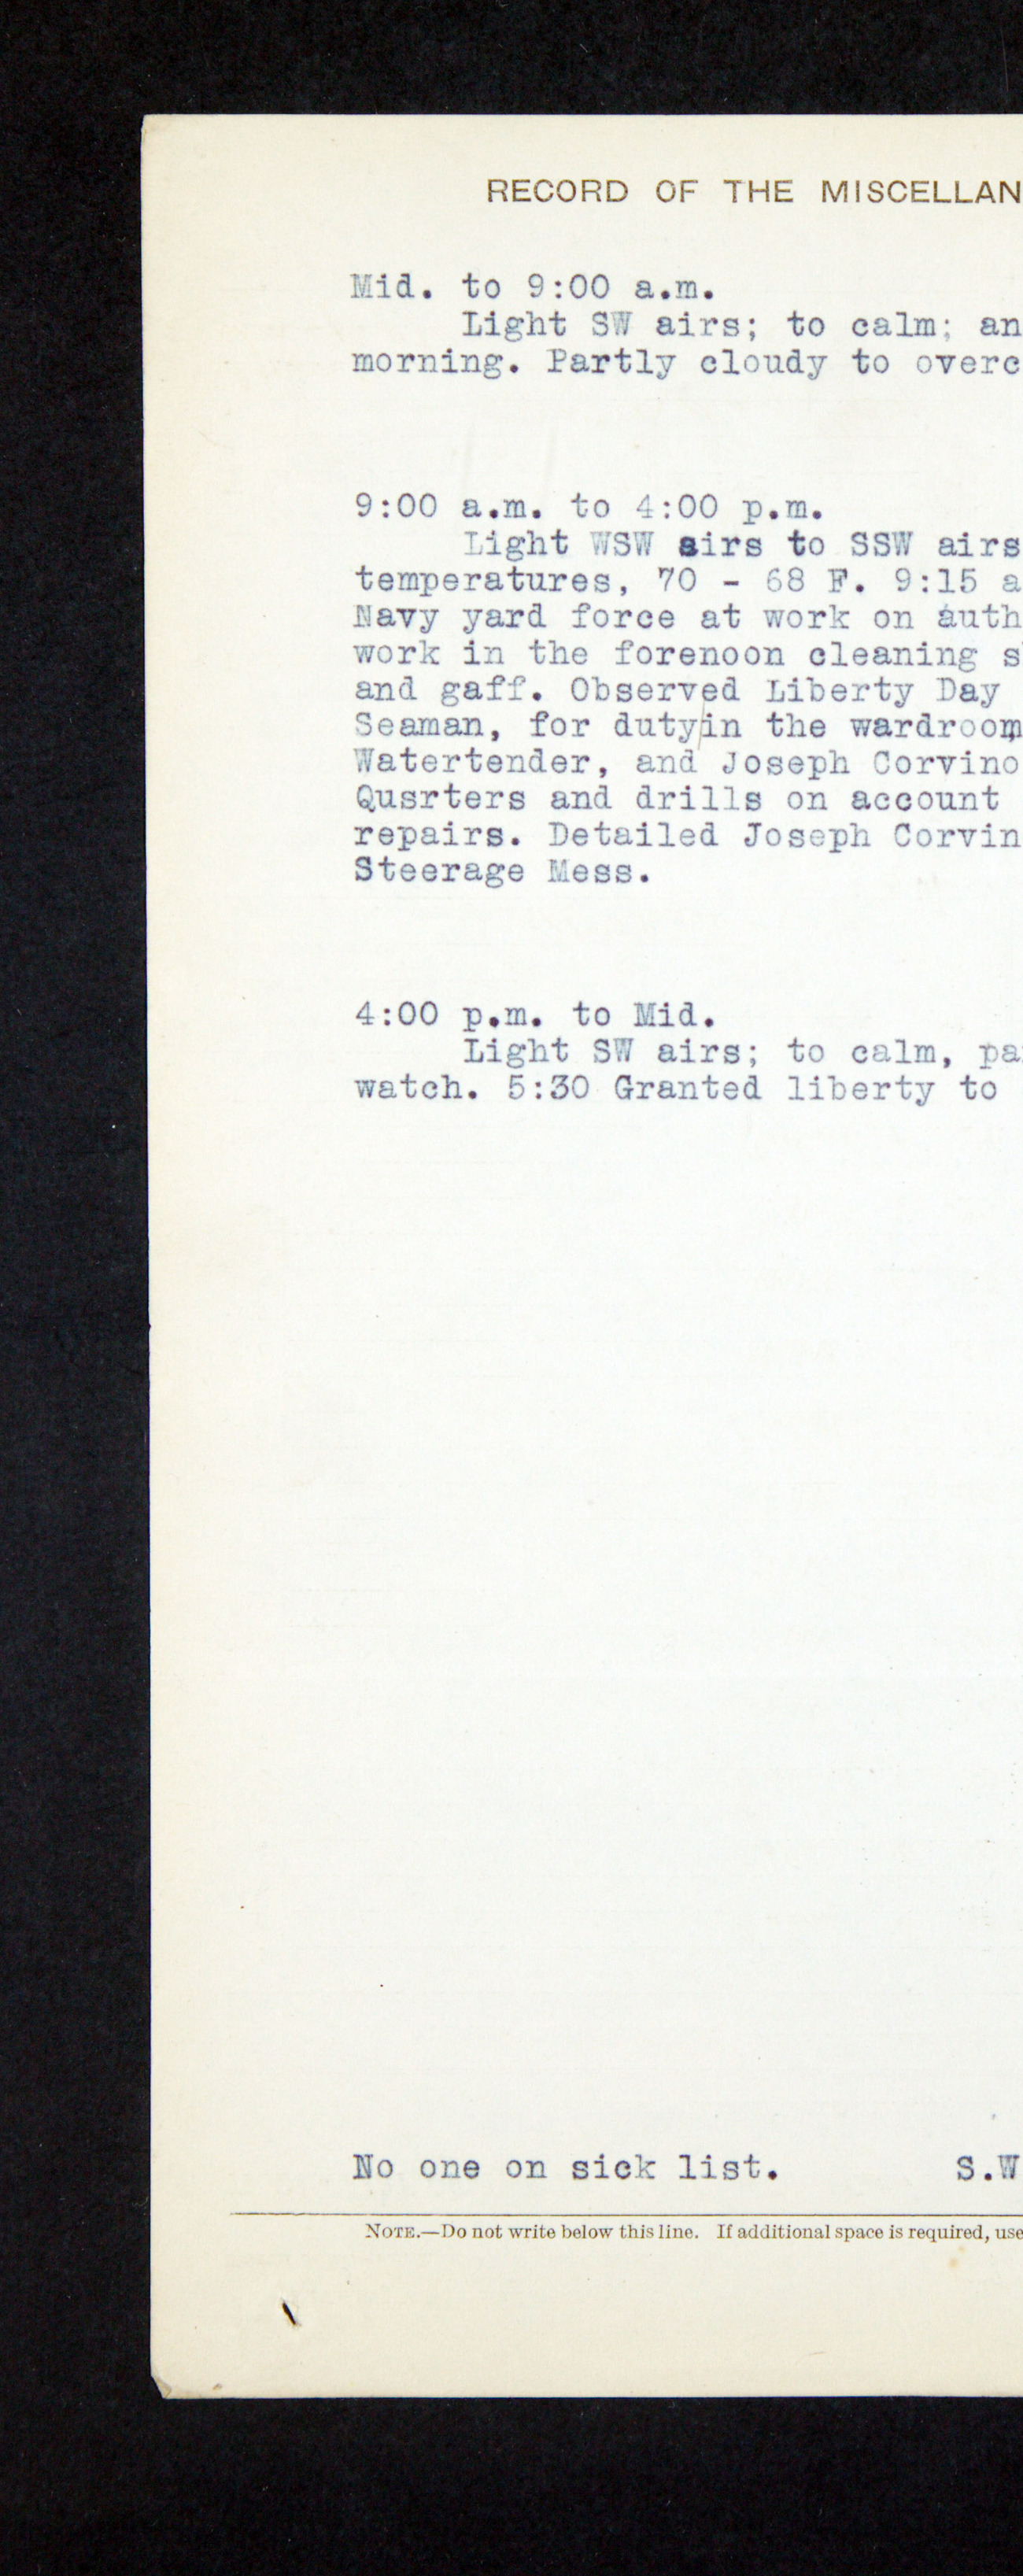 RECORD OF THE MISCELLAN
Mid. to 9:00 a.m.
Light SW airs; to calm; an
morning. Partly cloudy to overc
9:00 a.m. to 4:00 p.m.
Light WSW airs to SSW airs
temperatures, 70 - 68 F. 9:15 a
Navy yard force at work on auth
work in the forenoon cleaning s
and gaff. Observed Liberty Day
Seaman, for duty/in the wardroom,
Watertender, and Joseph Corvino
Qusrters and drills on account
repairs. Detailed Joseph Corvin
Steerage Mess.
4:00 p.m. to Mid.
Light SW airs; to calm, pa
watch. 5:30 Granted liberty to
No one on sick list. S.W
NOTE.—Do not write below this line. If additional space is required, use